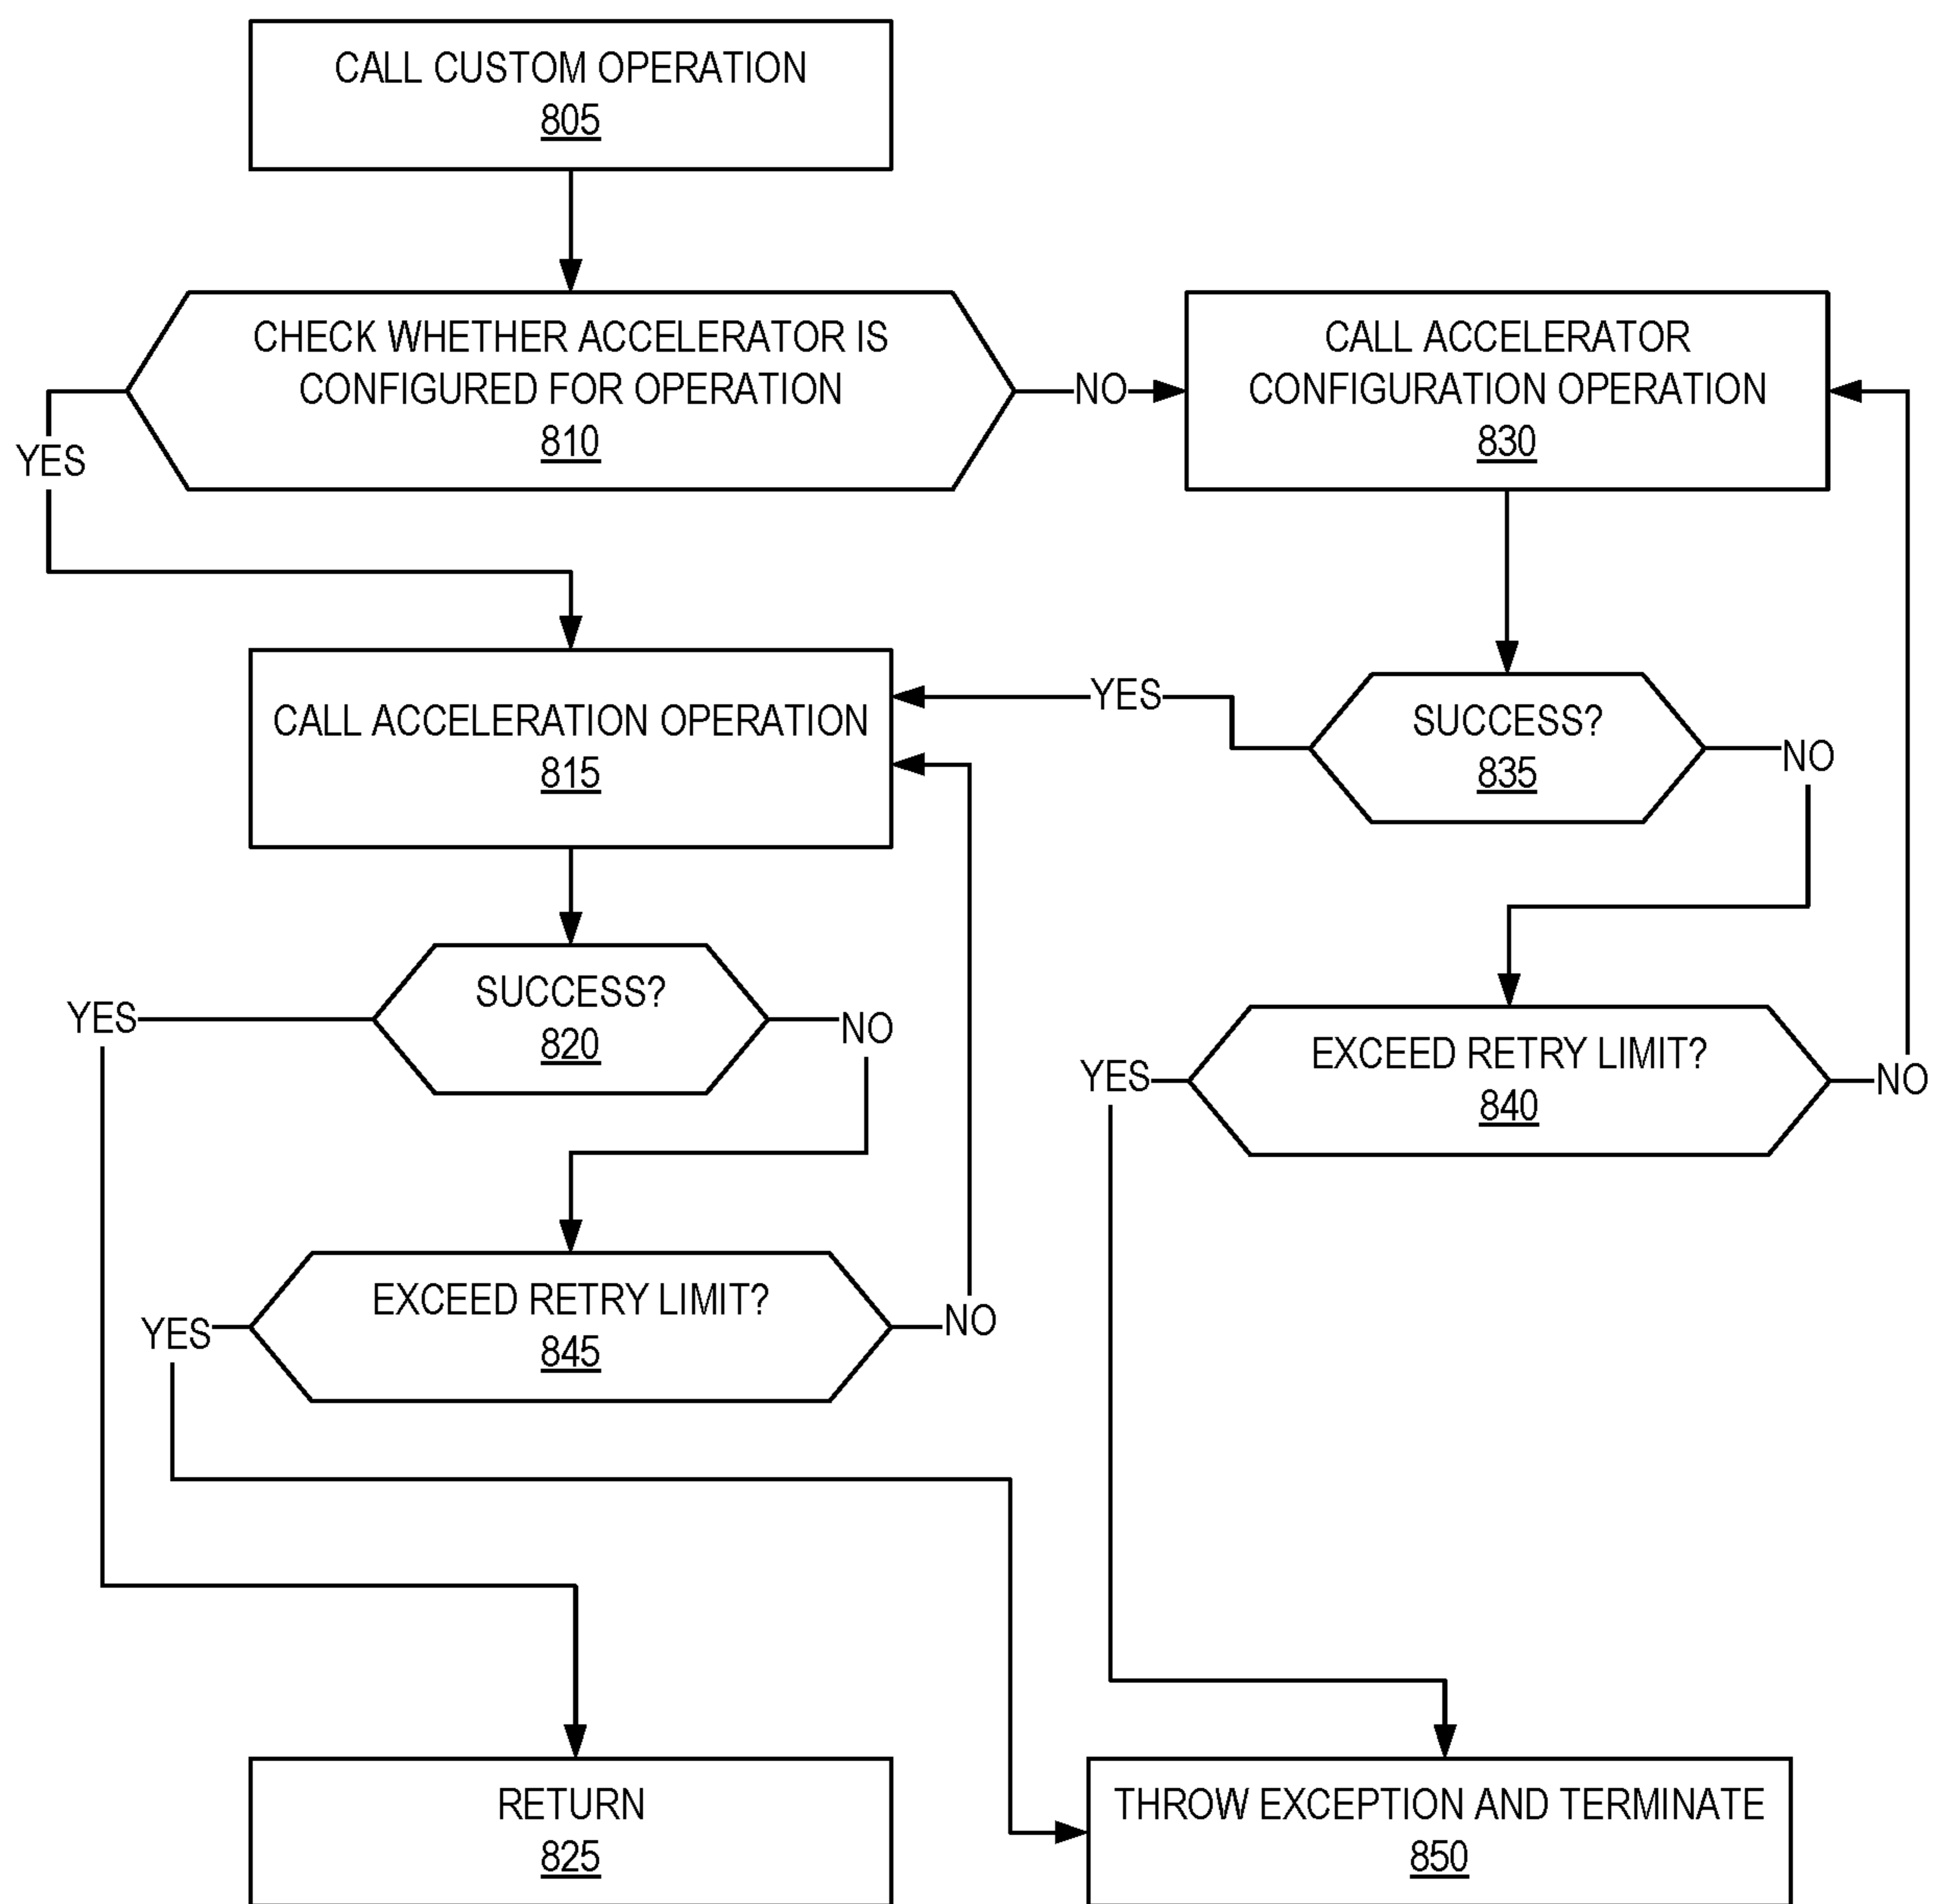 CALL CUSTOM OPERATION
805
CHECK WHETHER ACCELERATOR IS
CONFIGURED FOR OPERATION
810
NO
CALL ACCELERATOR
CONFIGURATION OPERATION
830
YES
CALL ACCELERATION OPERATION
815
YES
SUCCESS?
835
NO
YES
SUCCESS?
820
NO
YES
EXCEED RETRY LIMIT?
840
NO
YES
EXCEED RETRY LIMIT?
845
NO
RETURN
825
THROW EXCEPTION AND TERMINATE
850